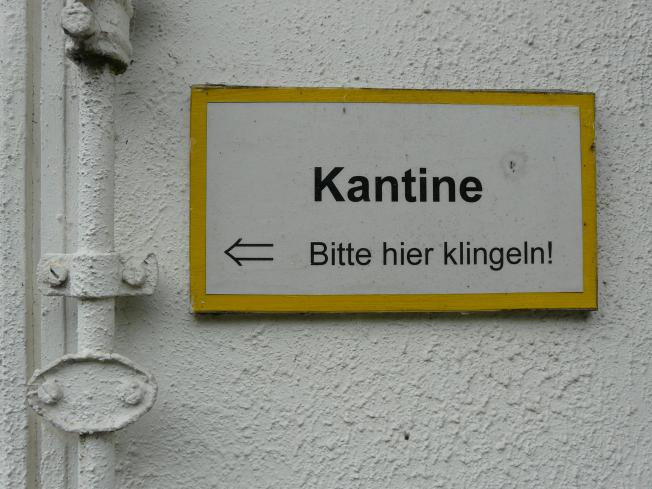 Kantine
⇐ Bitte hier klingeln!